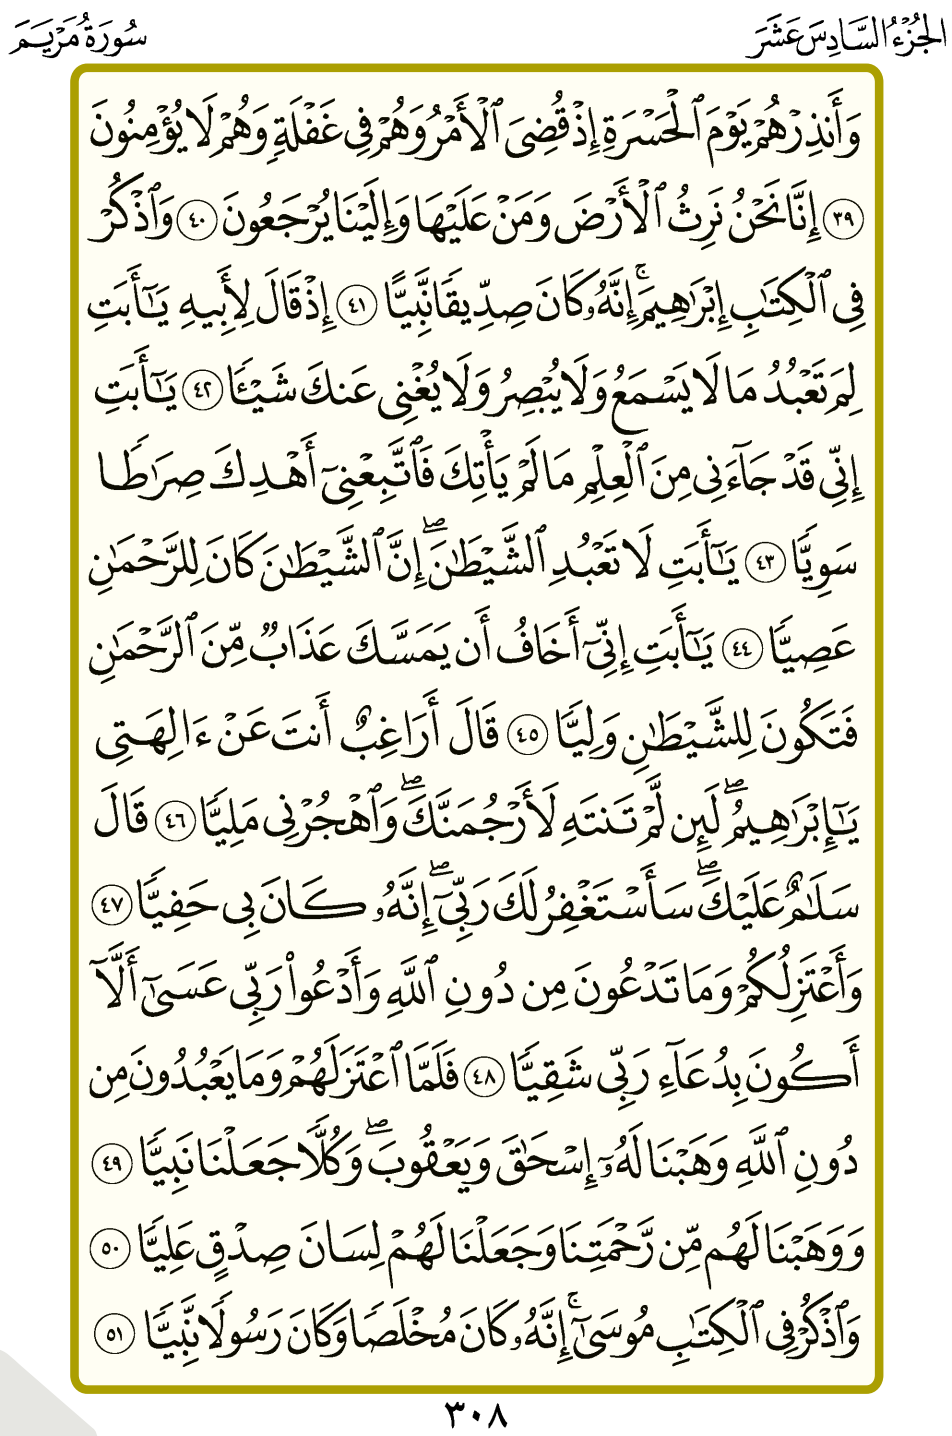 الجُزْءُ السَّادِسَ عَشَرَ
سُورَةُ مَرْيَمَ
وَأَنذِرْهُمْ يَوْمَ ٱلْحَسْرَةِ إِذْ قُضِىَ ٱلْأَمْرُ وَهُمْ فِى غَفْلَةٍ وَهُمْ لَا يُؤْمِنُونَ
٣٩ إِنَّا نَحْنُ نَرِثُ ٱلْأَرْضَ وَمَنْ عَلَيْهَا وَإِلَيْنَا يُرْجَعُونَ ٤٠ وَٱذْكُرْ
فِى ٱلْكِتَٰبِ إِبْرَٰهِيمَ ۚ إِنَّهُۥ كَانَ صِدِّيقًا نَّبِيًّا ٤١ إِذْ قَالَ لِأَبِيهِ يَٰٓأَبَتِ
لِمَ تَعْبُدُ مَا لَا يَسْمَعُ وَلَا يُبْصِرُ وَلَا يُغْنِى عَنكَ شَيْـًٔا ٤٢ يَٰٓأَبَتِ
إِنِّى قَدْ جَآءَنِى مِنَ ٱلْعِلْمِ مَا لَمْ يَأْتِكَ فَٱتَّبِعْنِىٓ أَهْدِكَ صِرَٰطًا
سَوِيًّا ٤٣ يَٰٓأَبَتِ لَا تَعْبُدِ ٱلشَّيْطَٰنَ ۖ إِنَّ ٱلشَّيْطَٰنَ كَانَ لِلرَّحْمَٰنِ
عَصِيًّا ٤٤ يَٰٓأَبَتِ إِنِّىٓ أَخَافُ أَن يَمَسَّكَ عَذَابٌ مِّنَ ٱلرَّحْمَٰنِ
فَتَكُونَ لِلشَّيْطَٰنِ وَلِيًّا ٤٥ قَالَ أَرَاغِبٌ أَنتَ عَنْ ءَالِهَتِى
يَٰٓإِبْرَٰهِيمُ ۖ لَئِن لَّمْ تَنتَهِ لَأَرْجُمَنَّكَ ۖ وَٱهْجُرْنِى مَلِيًّا ٤٦ قَالَ
سَلَٰمٌ عَلَيْكَ ۖ سَأَسْتَغْفِرُ لَكَ رَبِّىٓ ۖ إِنَّهُۥ كَانَ بِى حَفِيًّا ٤٧
وَأَعْتَزِلُكُمْ وَمَا تَدْعُونَ مِن دُونِ ٱللَّهِ وَأَدْعُوا۟ رَبِّى عَسَىٰٓ أَلَّآ
أَكُونَ بِدُعَآءِ رَبِّى شَقِيًّا ٤٨ فَلَمَّا ٱعْتَزَلَهُمْ وَمَا يَعْبُدُونَ مِن
دُونِ ٱللَّهِ وَهَبْنَا لَهُۥٓ إِسْحَٰقَ وَيَعْقُوبَ ۖ وَكُلًّا جَعَلْنَا نَبِيًّا ٤٩
وَوَهَبْنَا لَهُم مِّن رَّحْمَتِنَا وَجَعَلْنَا لَهُمْ لِسَانَ صِدْقٍ عَلِيًّا ٥٠
وَٱذْكُرْ فِى ٱلْكِتَٰبِ مُوسَىٰٓ ۚ إِنَّهُۥ كَانَ مُخْلَصًا وَكَانَ رَسُولًا نَّبِيًّا ٥١
٣٠٨